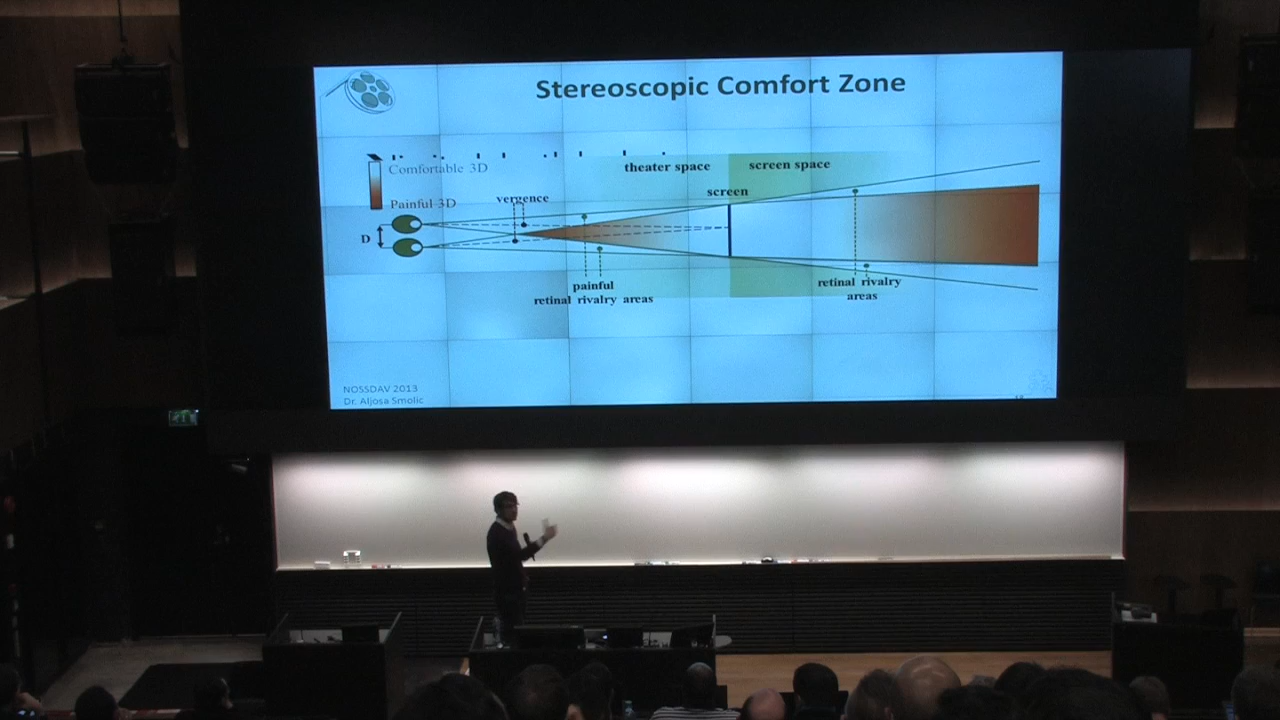 Stereoscopic Comfort Zone
Comfortable 3D
Painful 3D
theater space
screen space
vergence
screen
D
painful
retinal rivalry areas
retinal rivalry
areas
NOSSDAV 2013
Dr. Aljosa Smolic